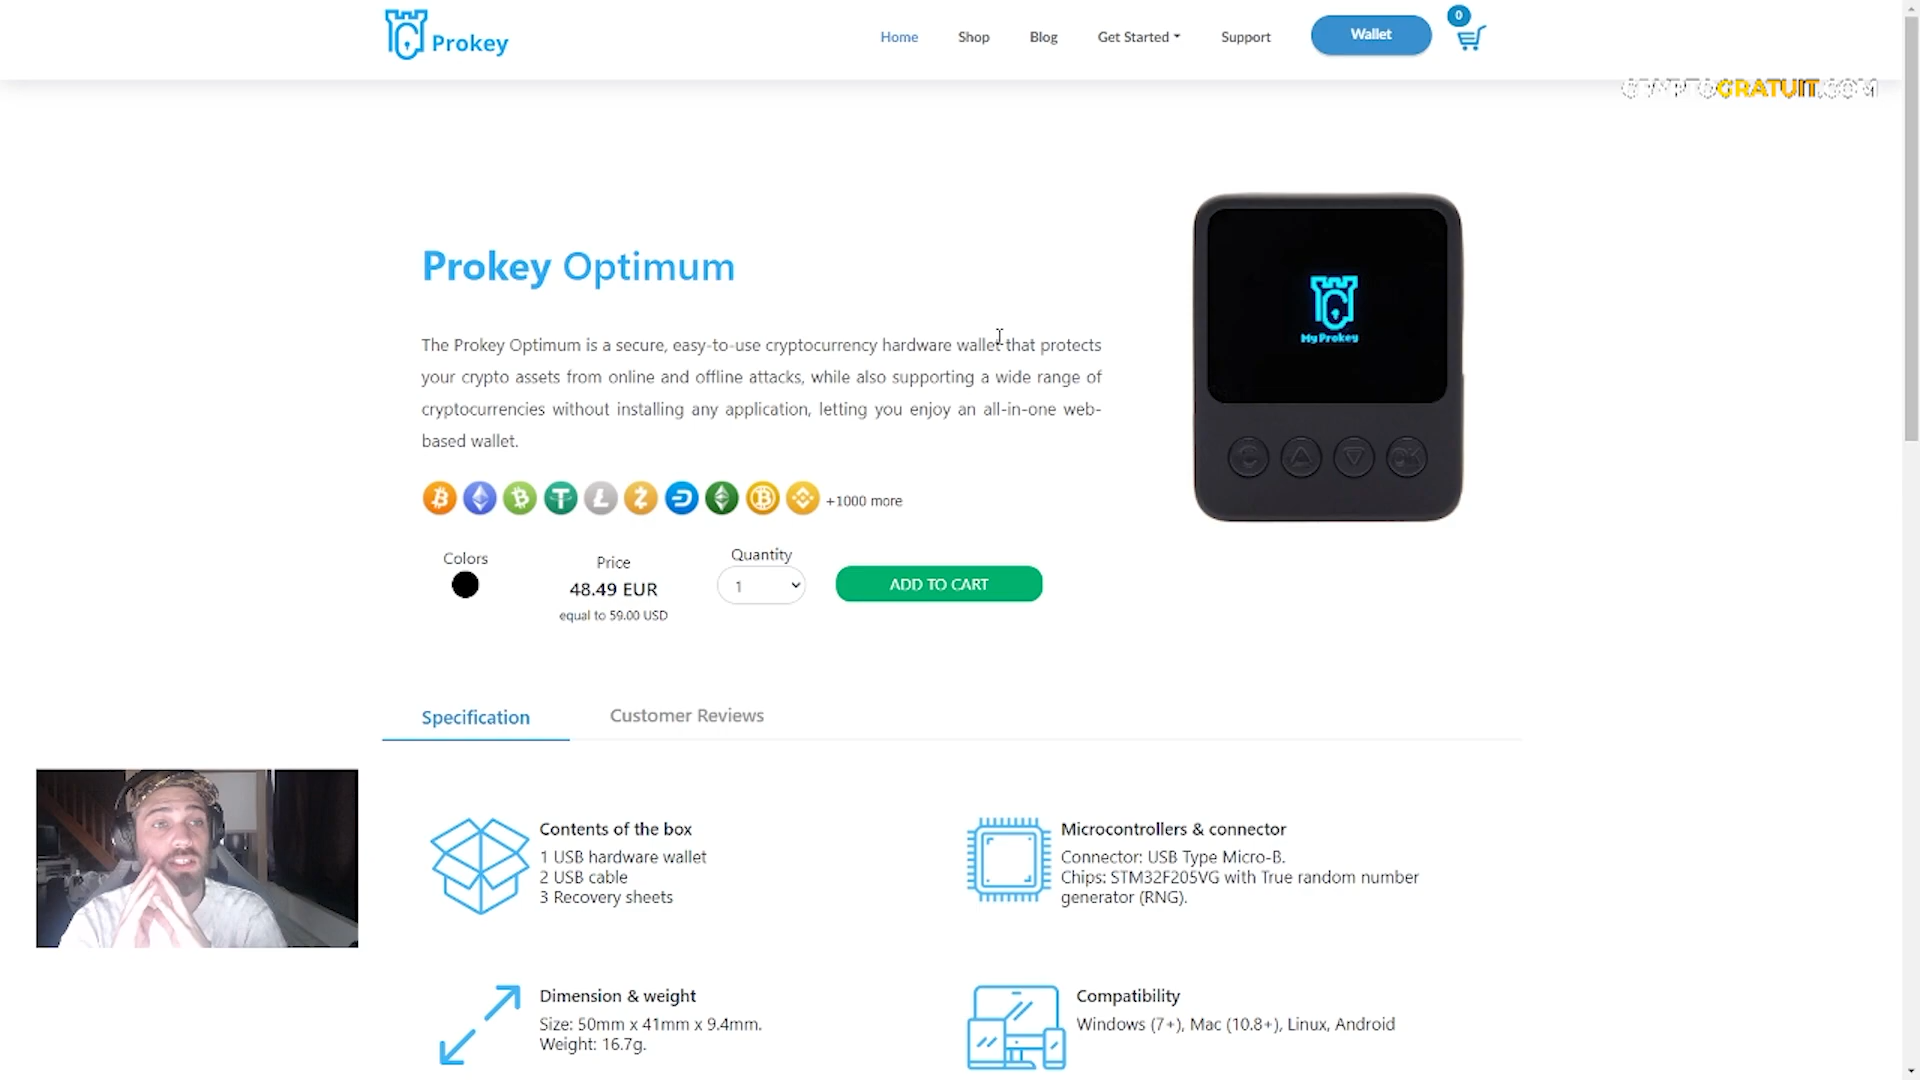 Prokey
Home
Shop
Blog
Get Started
Support
Wallet
0
CRYPTOGRATUIT.COM
Prokey Optimum
My Prokey
The Prokey Optimum is a secure, easy-to-use cryptocurrency hardware wallet that protects
your crypto assets from online and offline attacks, while also supporting a wide range of
cryptocurrencies without installing any application, letting you enjoy an all-in-one web-
based wallet.
+1000 more
OK
Colors
Price
48.49 EUR
equal to 59.00 USD
Quantity
1
ADD TO CART
Specification
Customer Reviews
Contents of the box
1 USB hardware wallet
2 USB cable
3 Recovery sheets
Microcontrollers & connector
Connector: USB Type Micro-B.
Chips: STM32F205VG with True random number
generator (RNG).
Dimension & weight
Size: 50mm x 41mm x 9.4mm.
Weight: 16.7g.
Compatibility
Windows (7+), Mac (10.8+), Linux, Android